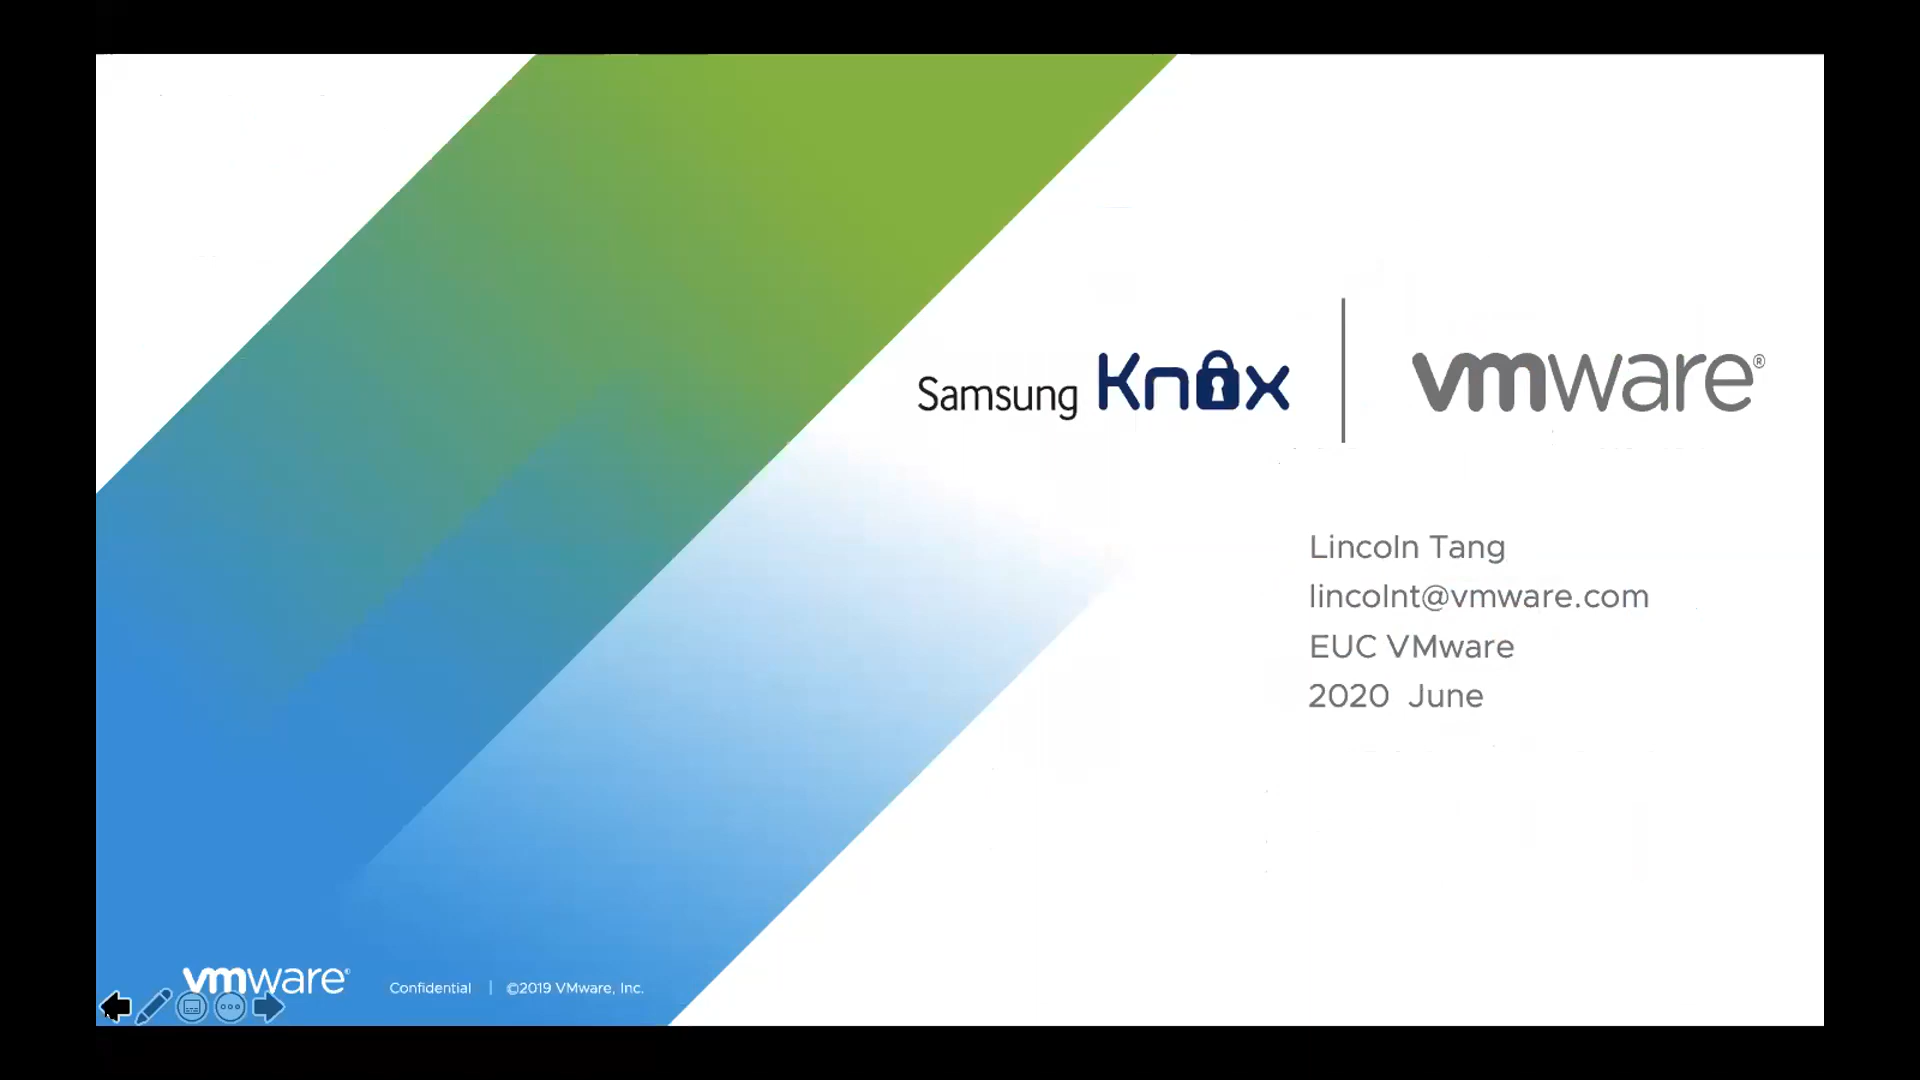 Samsung Knox
vmware®
Lincoln Tang
lincolnt@vmware.com
EUC VMware
2020 June
vmware®
Confidential | ©2019 VMware, Inc.